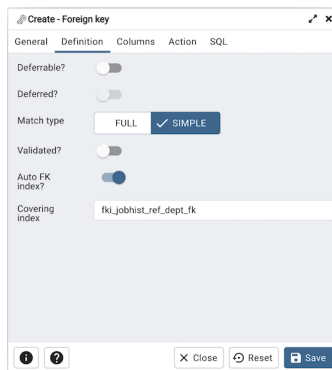 Create - Foreign key
General Definition Columns Action SQL
Deferrable?
Deferred?
Match type FULL SIMPLE
Validated?
Auto FK
index?
Covering
index fki_jobhist_ref_dept_fk
Close Reset Save